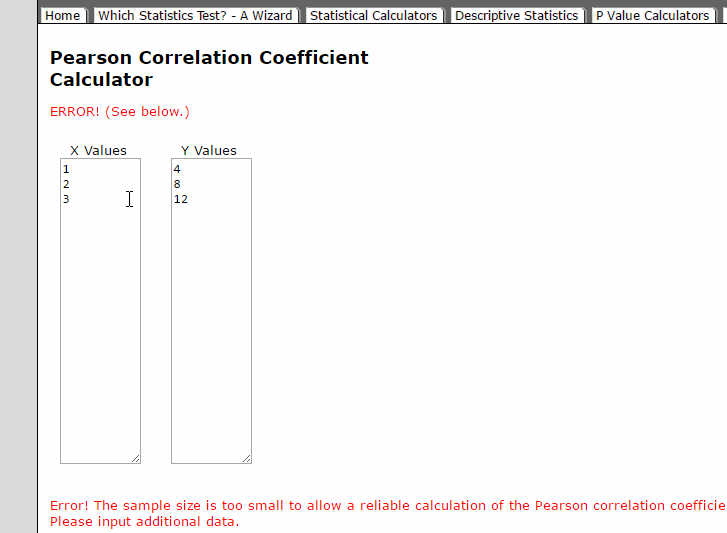 Home Which Statistics Test? - A Wizard Statistical Calculators Descriptive Statistics P Value Calculators
Pearson Correlation Coefficient
Calculator
ERROR! (See below.)
X Values Y Values
1 4
2 8
3 12
Error! The sample size is too small to allow a reliable calculation of the Pearson correlation coefficie
Please input additional data.